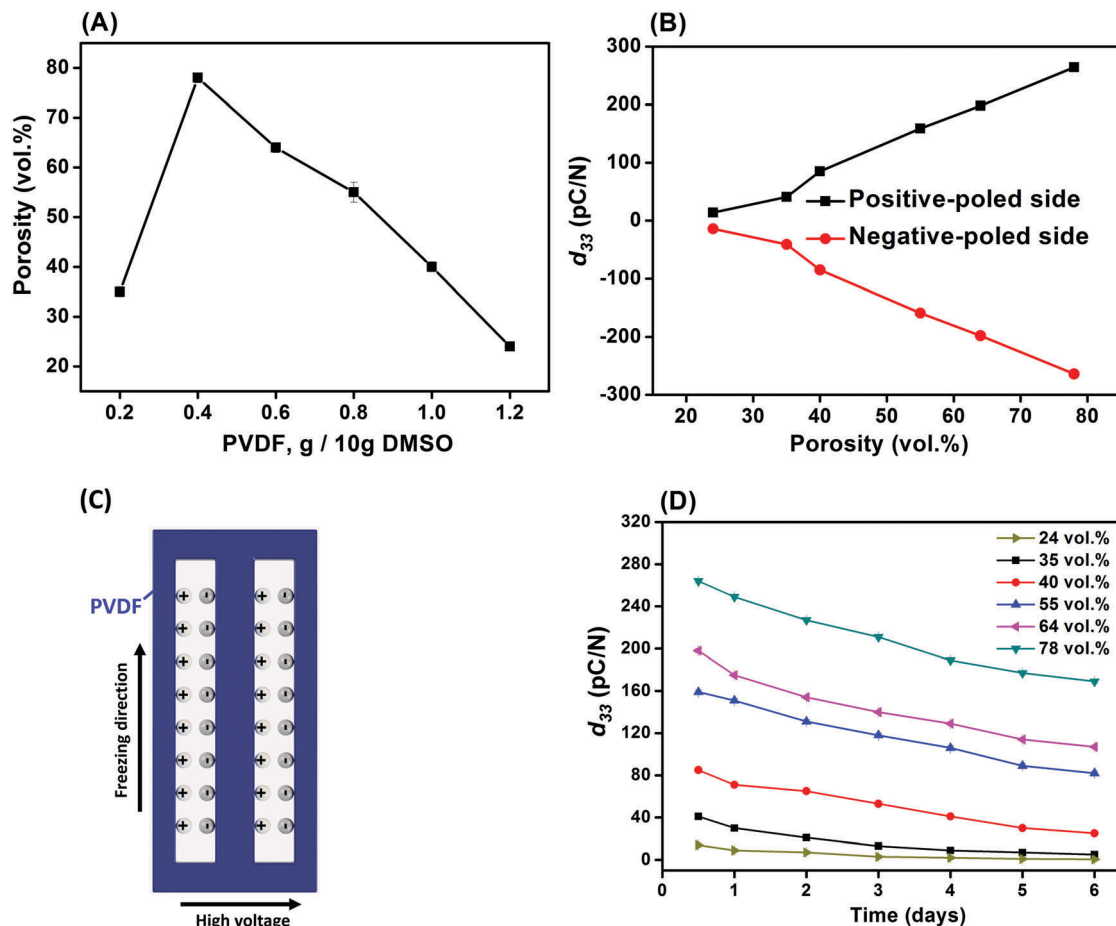 (A)
Porosity (vol.%)
80
70
60
50
40
30
20
0.2 0.4 0.6 0.8 1.0 1.2
PVDF, g / 10g DMSO
(B)
d33 (pC/N)
300
200
100
0
-100
-200
-300
Positive-poled side
Negative-poled side
20 30 40 50 60 70 80
Porosity (vol.%)
(C)
PVDF
Freezing direction
+ - + -
+ - + -
+ - + -
+ - + -
+ - + -
+ - + -
+ - + -
+ - + -
High voltage
(D)
d33 (pC/N)
320
280
240
200
160
120
80
40
0
24 vol.%
35 vol.%
40 vol.%
55 vol.%
64 vol.%
78 vol.%
0 1 2 3 4 5 6
Time (days)